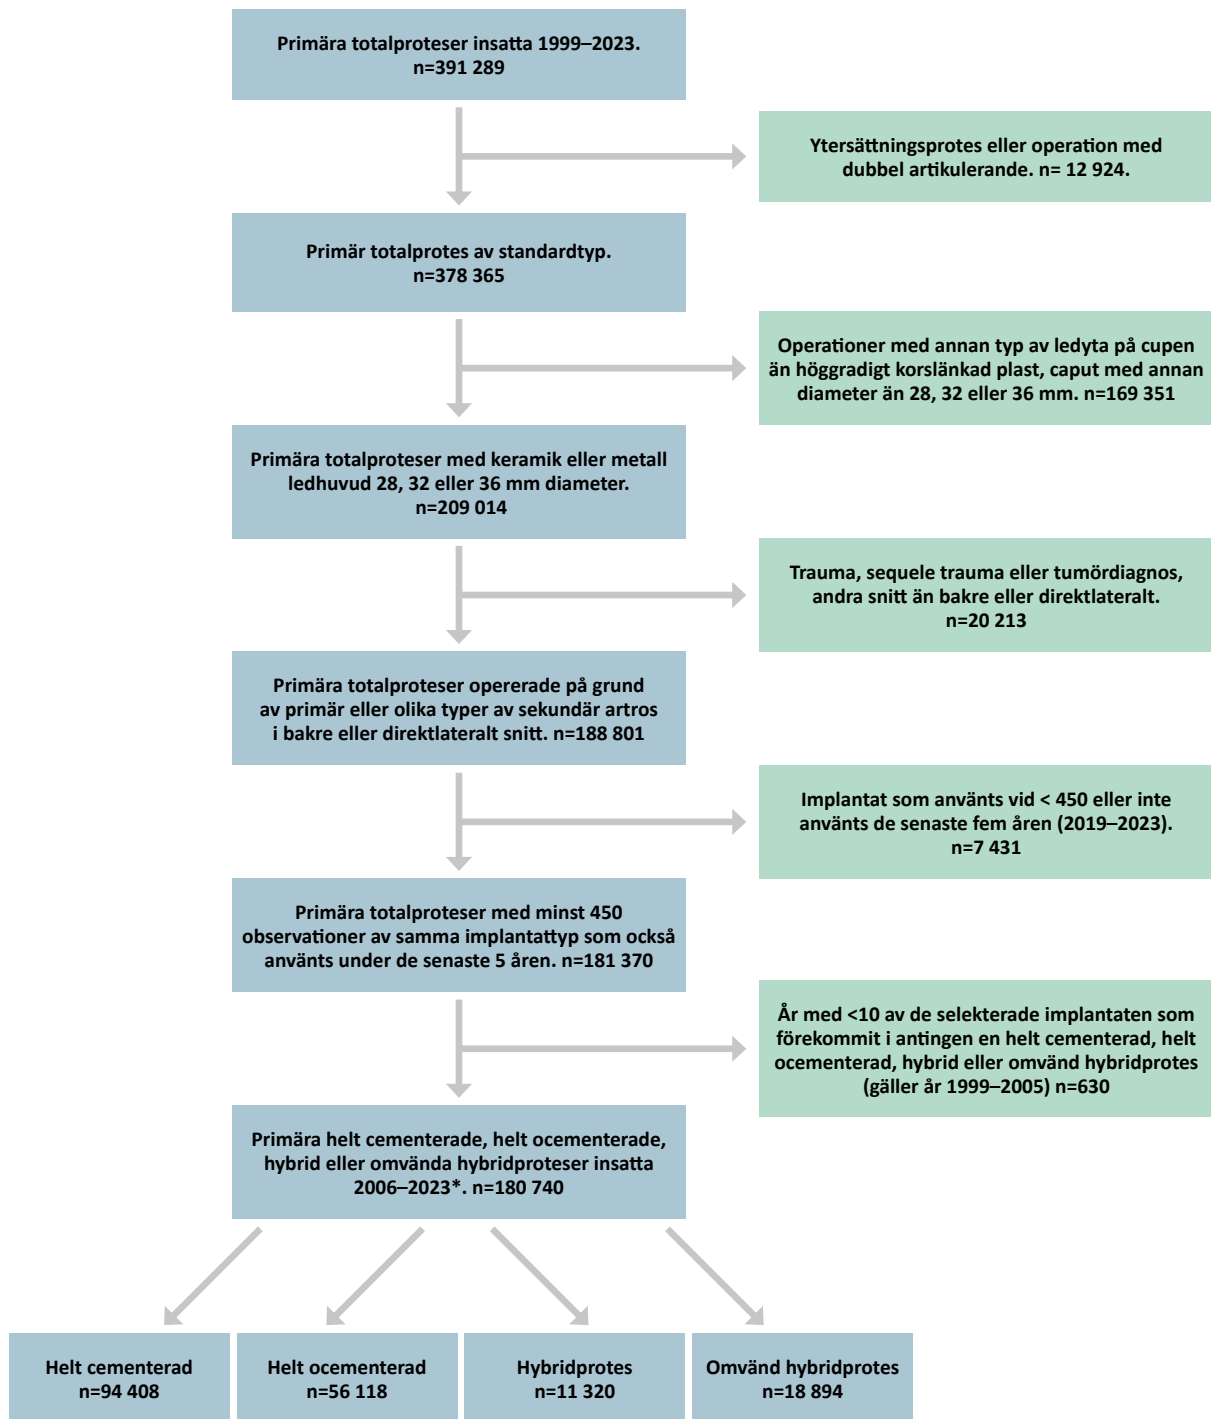 Primära totalproteser insatta 1999–2023.
n=391 289
Ytersättningsprotes eller operation med
dubbel artikulerande. n= 12 924.
Primär totalprotes av standardtyp.
n=378 365
Operationer med annan typ av ledyta på cupen
än höggradigt korslänkad plast, caput med annan
diameter än 28, 32 eller 36 mm. n=169 351
Primära totalproteser med keramik eller metall
ledhuvud 28, 32 eller 36 mm diameter.
n=209 014
Trauma, sequele trauma eller tumördiagnos,
andra snitt än bakre eller direktlateralt.
n=20 213
Primära totalproteser opererade på grund
av primär eller olika typer av sekundär artros
i bakre eller direktlateralt snitt. n=188 801
Implantat som använts vid < 450 eller inte
använts de senaste fem åren (2019–2023).
n=7 431
Primära totalproteser med minst 450
observationer av samma implantattyp som också
använts under de senaste 5 åren. n=181 370
År med <10 av de selekterade implantaten som
förekommit i antingen en helt cementerad, helt
ocementerad, hybrid eller omvänd hybridprotes
(gäller år 1999–2005) n=630
Primära helt cementerade, helt ocementerade,
hybrid eller omvända hybridproteser insatta
2006–2023*. n=180 740
Helt cementerad
n=94 408
Helt ocementerad
n=56 118
Hybridprotes
n=11 320
Omvänd hybridprotes
n=18 894